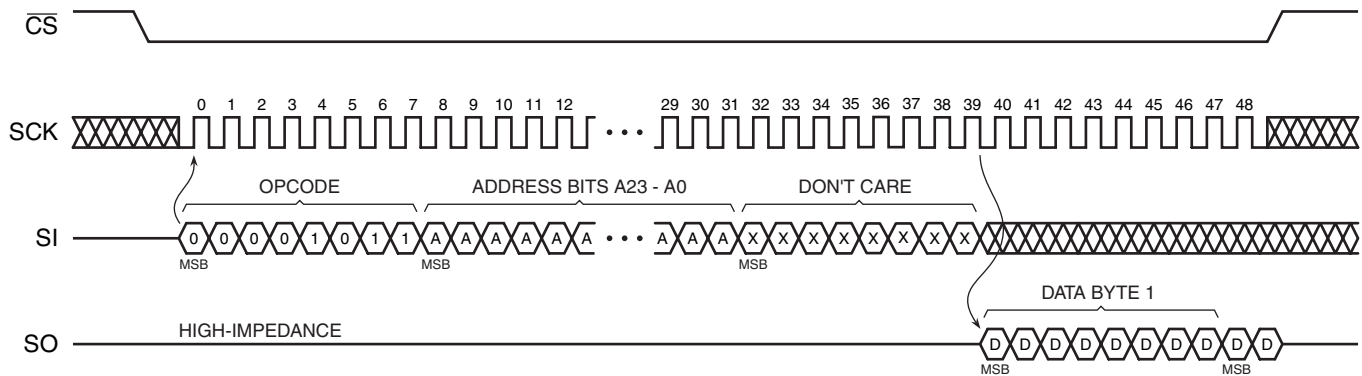 CS
0 1 2 3 4 5 6 7 8 9 10 11 12 29 30 31 32 33 34 35 36 37 38 39 40 41 42 43 44 45 46 47 48
SCK
OPCODE ADDRESS BITS A23 - A0 DON'T CARE
SI 0 0 0 0 1 0 1 1 A A A A A A A A A X X X X X X X X
MSB MSB MSB
DATA BYTE 1
HIGH-IMPEDANCE
SO D D D D D D D D D D
MSB MSB